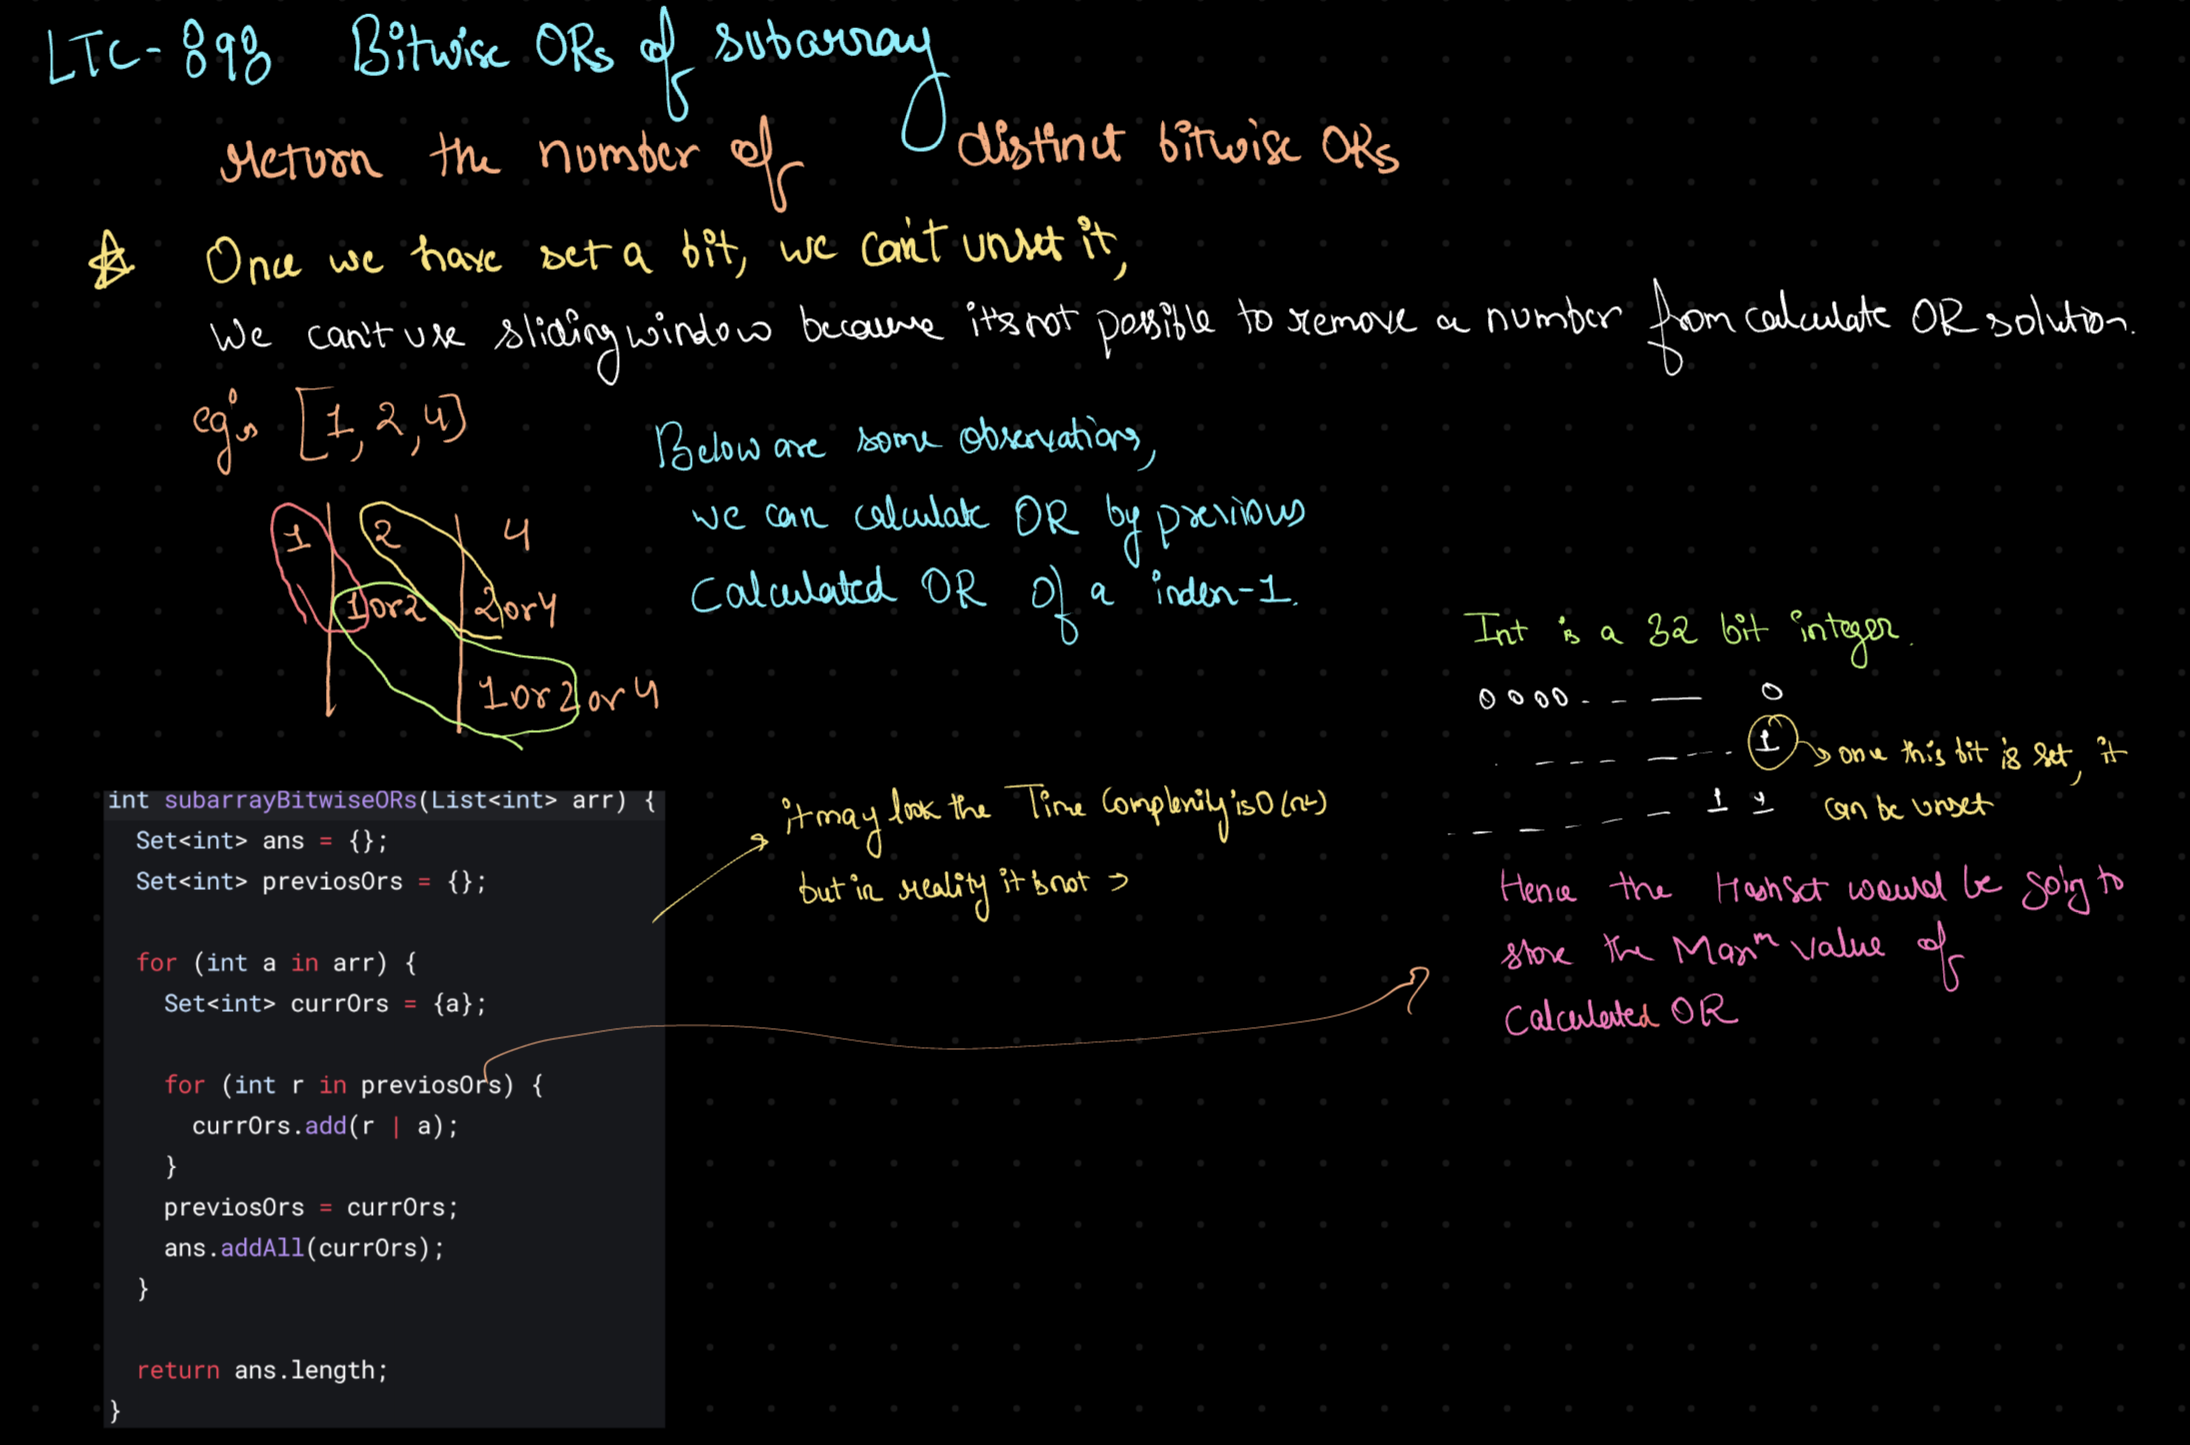 LTC-898 Bitwise ORs of subarray
return the number of distinct bitwise ORs
Once we have set a bit, we can't unset it,
We can't use sliding window because it's not possible to remove a number from calculate OR solution.
eg:- [1,2,4]
1 2 4
1or2 2or4
1or2or4
Below are some observations,
we can calculate OR by previous
Calculated OR Of a index-1.
Int is a 32 bit integer.
0000 - - — 0
1 → once this bit is set, it
1 1 can be unset
Hence the HashSet would be going to
store the Maxm value of
Calculated OR
it may look the Time Complexity is O(n2)
but in reality it is not →
int subarrayBitwiseORs(List<int> arr) {
Set<int> ans = {};
Set<int> previosOrs = {};
for (int a in arr) {
Set<int> currOrs = {a};
for (int r in previosOrs) {
currOrs.add(r | a);
}
previosOrs = currOrs;
ans.addAll(currOrs);
}
return ans.length;
}